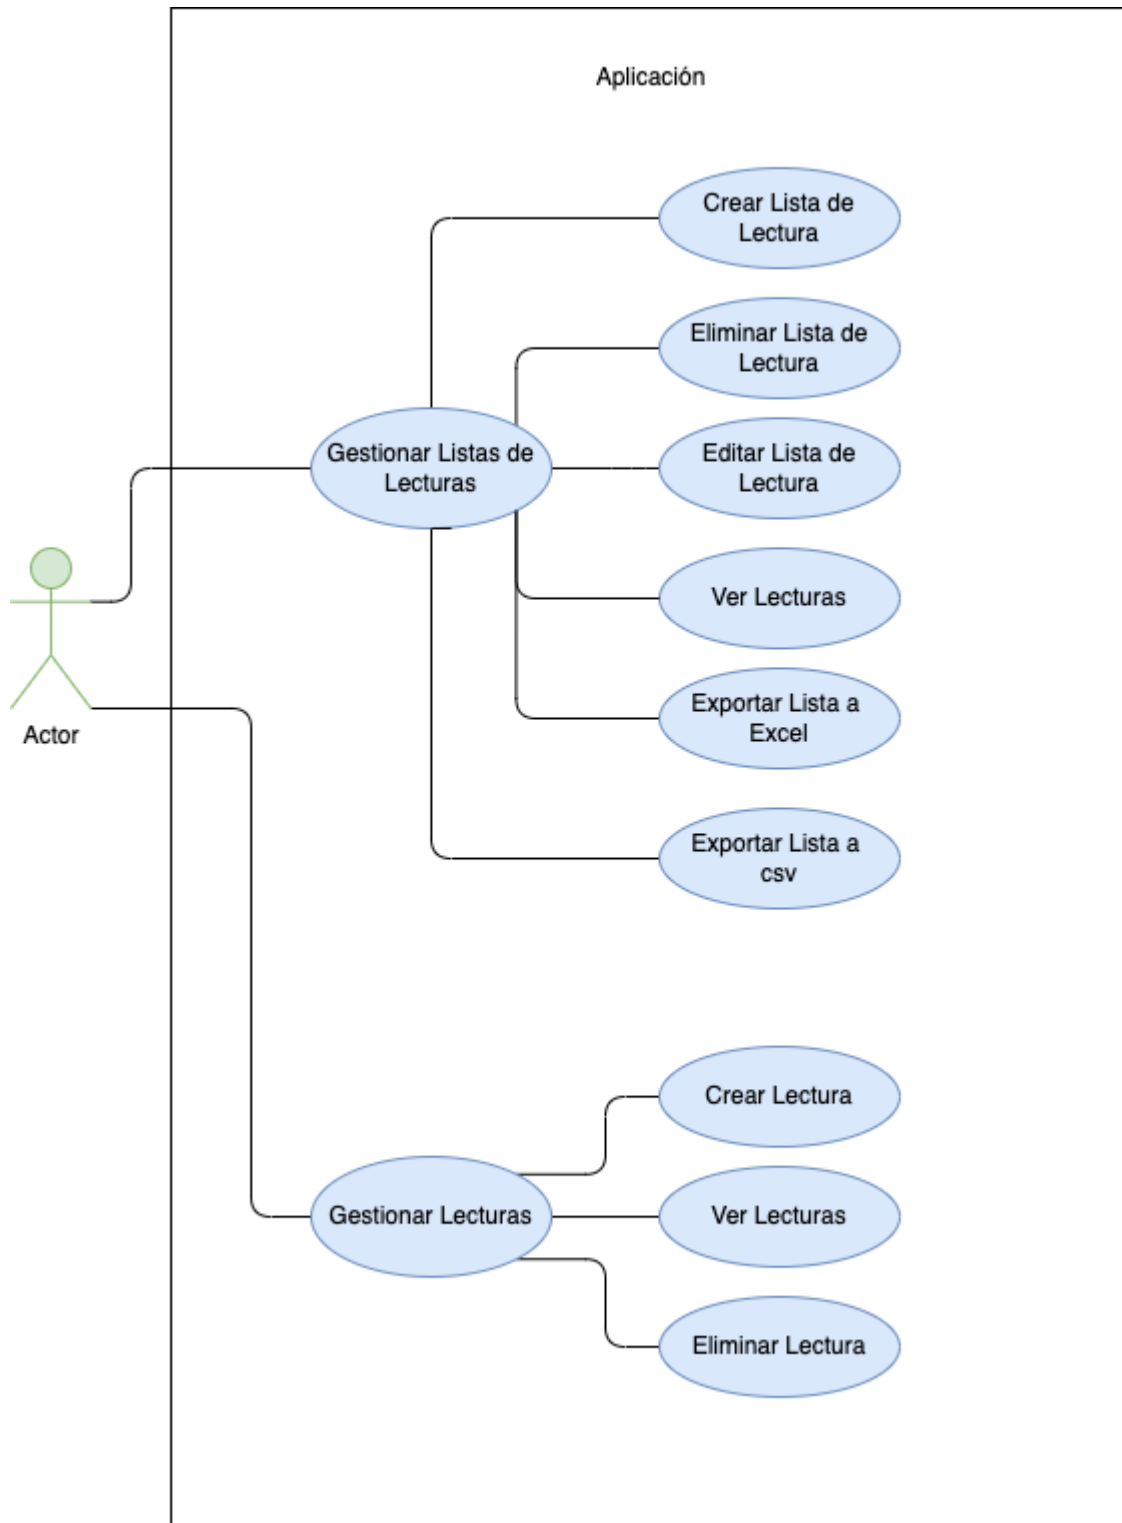 Aplicación
Crear Lista de
Lectura
Eliminar Lista de
Lectura
Gestionar Listas de
Lecturas
Editar Lista de
Lectura
Ver Lecturas
Exportar Lista a
Excel
Actor
Exportar Lista a
csv
Crear Lectura
Gestionar Lecturas
Ver Lecturas
Eliminar Lectura